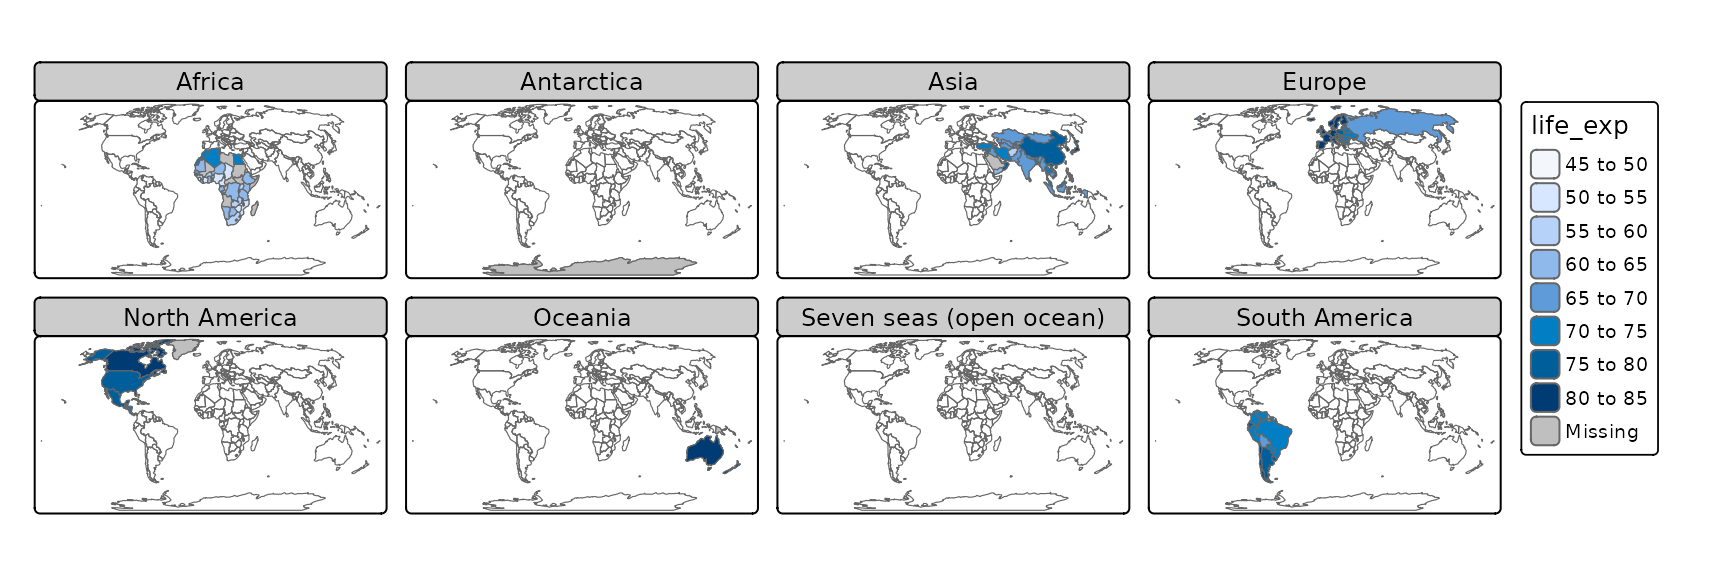 Africa
Antarctica
Asia
Europe
North America
Oceania
Seven seas (open ocean)
South America
life_exp
45 to 50
50 to 55
55 to 60
60 to 65
65 to 70
70 to 75
75 to 80
80 to 85
Missing